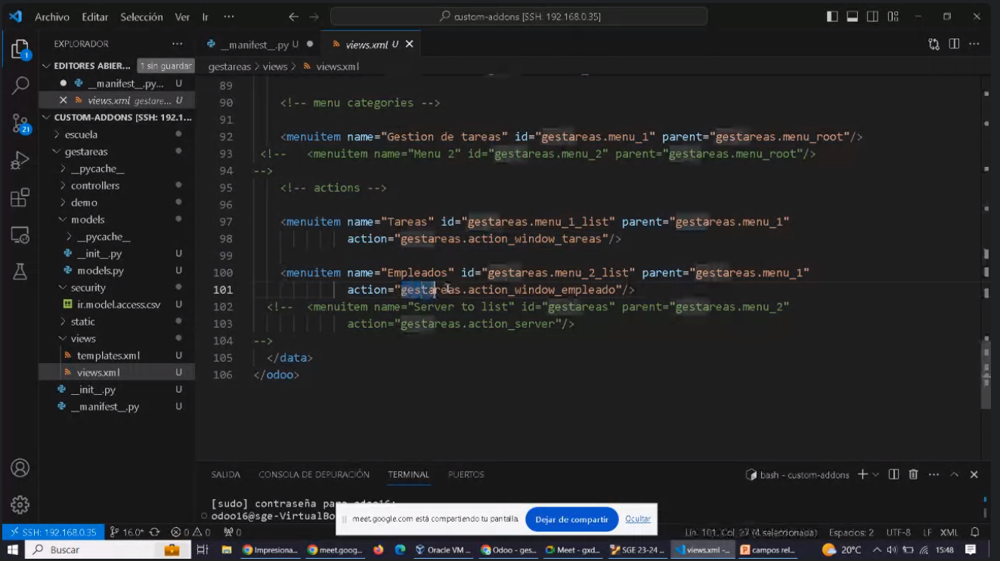 Archivo Editar Selección Ver Ir ··· custom-addons [SSH: 192.168.0.35]
EXPLORADOR ···
EDITORES ABIER... 1 sin guardar
__manifest__.py... U
views.xml gestare... U
CUSTOM-ADDONS [SSH: 192.1...
escuela
gestareas
__pycache__
controllers
demo
models
__pycache__
__init__.py U
models.py U
security
ir.model.access.csv U
static
views
templates.xml U
views.xml U
__init__.py U
__manifest__.py U
1
21
__manifest__.py U views.xml U
gestareas > views > views.xml
89
90 <!-- menu categories -->
91
92 <menuitem name="Gestion de tareas" id="gestareas.menu_1" parent="gestareas.menu_root"/>
93 <!-- <menuitem name="Menu 2" id="gestareas.menu_2" parent="gestareas.menu_root"/>
94 -->
95 <!-- actions -->
96
97 <menuitem name="Tareas" id="gestareas.menu_1_list" parent="gestareas.menu_1"
98 action="gestareas.action_window_tareas"/>
99
100 <menuitem name="Empleados" id="gestareas.menu_2_list" parent="gestareas.menu_1"
101 action="gestareas.action_window_empleado"/>
102 <!-- <menuitem name="Server to list" id="gestareas" parent="gestareas.menu_2"
103 action="gestareas.action_server"/>
104 -->
105 </data>
106 </odoo>
SALIDA CONSOLA DE DEPURACIÓN TERMINAL PUERTOS bash - custom-addons
[sudo] contraseña para odoo16:
odoo16@sge-VirtualBo
meet.google.com está compartiendo tu pantalla. Dejar de compartir Ocultar
SSH: 192.168.0.35 16.0* 0 0 0 Lín. 101, Col. 27 (4 seleccionada) Espacios: 2 UTF-8 LF XML
Buscar Impresiona... meet.goog... Oracle VM ... Odoo - ges... Meet - gxd... SGE 23-24 ... views.xml -... campos rel... 20°C 15:48